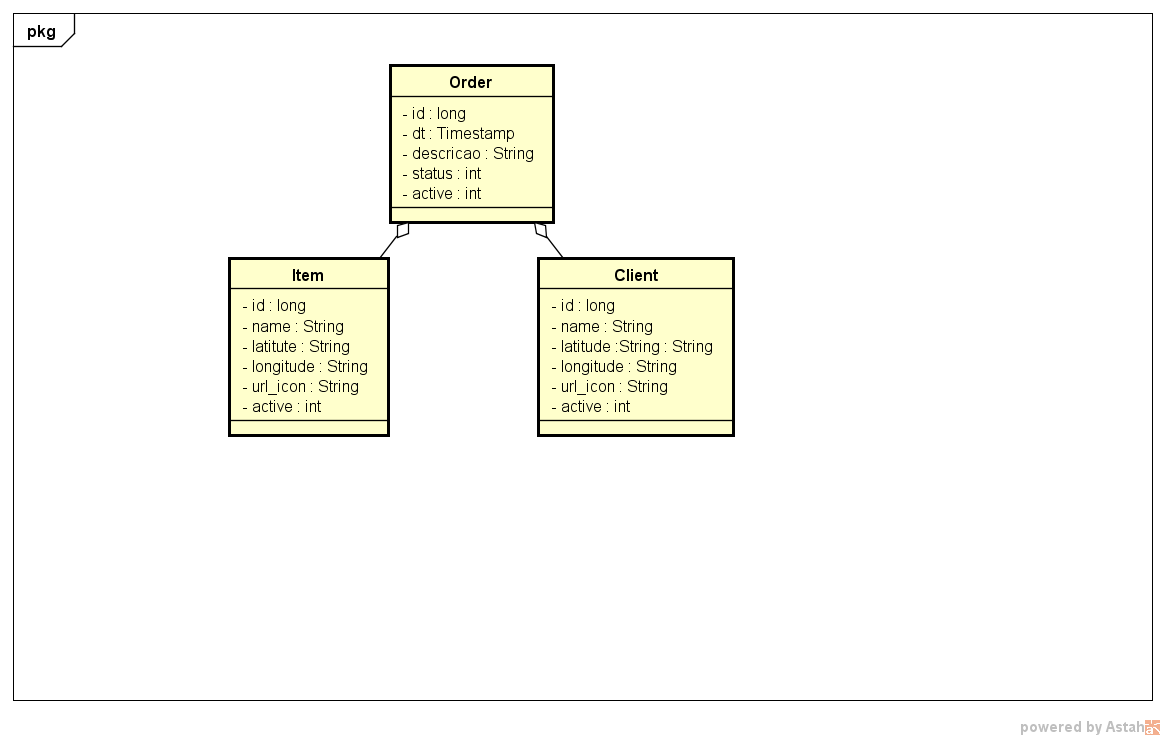 pkg
Order
- id : long
- dt : Timestamp
- descricao : String
- status : int
- active : int
Item
- id : long
- name : String
- latitute : String
- longitude : String
- url_icon : String
- active : int
Client
- id : long
- name : String
- latitude :String : String
- longitude : String
- url_icon : String
- active : int
powered by Astah